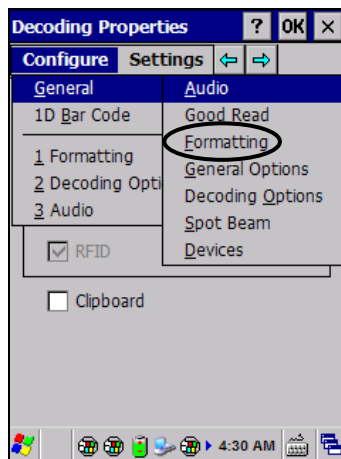 Decoding Properties ? OK ×
Configure Settings
General
1D Bar Code
1 Formatting
2 Decoding Opti
3 Audio
Audio
Good Read
Formatting
General Options
Decoding Options
Spot Beam
Devices
RFID
Clipboard
4:30 AM